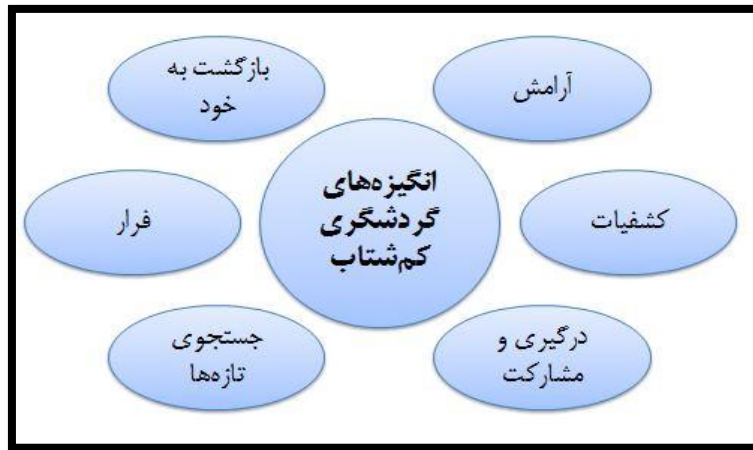 آرامش
بازگشت به
خود
انگیزه‌های
گردشگری
کم‌شتاب
کشفیات
فرار
درگیری و
مشارکت
جستجوی
تازه‌ها